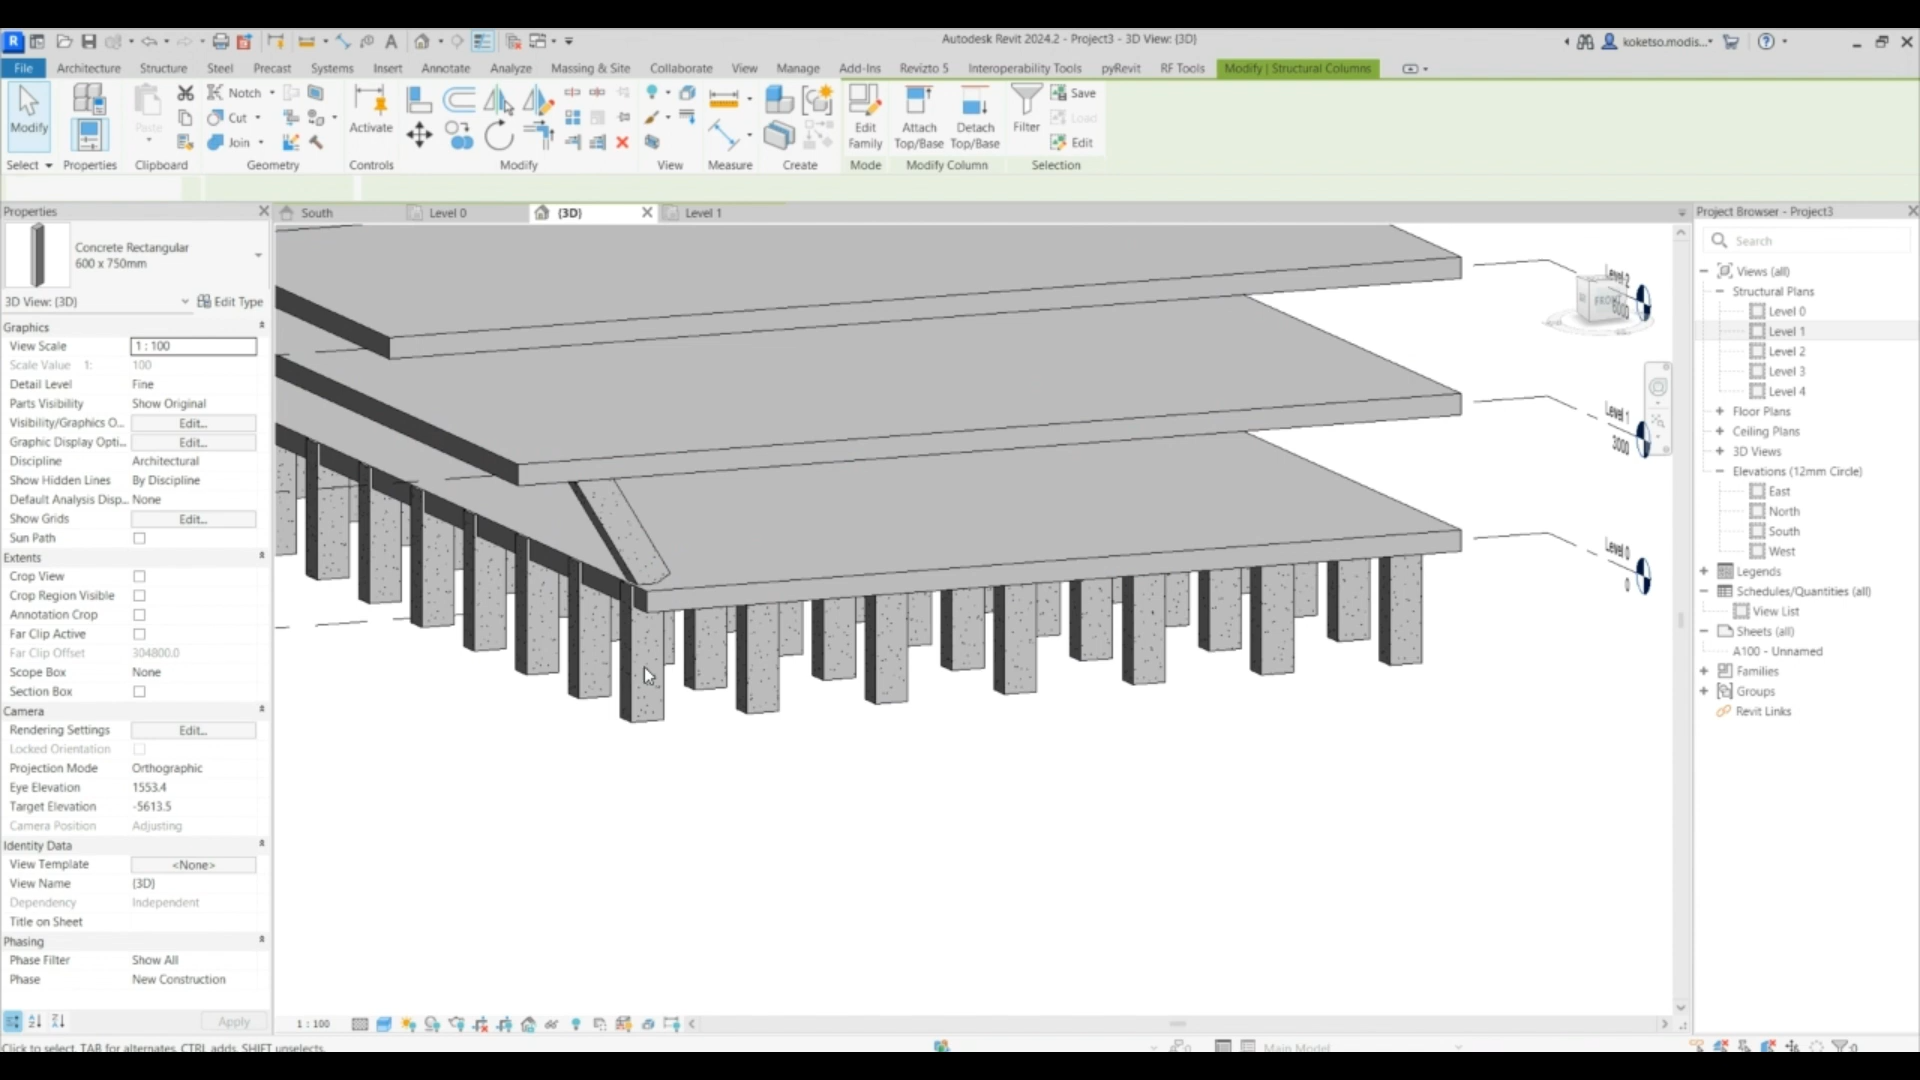 Autodesk Revit 2024.2 - Project3 - 3D View: {3D}
koketso.modis...
File Architecture Structure Steel Precast Systems Insert Annotate Analyze Massing & Site Collaborate View Manage Add-Ins Revizto 5 Interoperability Tools pyRevit RF Tools Modify | Structural Columns
Modify
Paste
Notch
Cut
Join
Activate
Edit Family
Attach Top/Base
Detach Top/Base
Filter
Save
Load
Edit
Select Properties Clipboard Geometry Controls Modify View Measure Create Mode Modify Column Selection
Properties
South
Level 0
{3D}
Level 1
Project Browser - Project3
Concrete Rectangular
600 x 750mm
3D View: {3D}
Edit Type
Graphics
View Scale 1 : 100
Scale Value 1: 100
Detail Level Fine
Parts Visibility Show Original
Visibility/Graphics O... Edit...
Graphic Display Opti... Edit...
Discipline Architectural
Show Hidden Lines By Discipline
Default Analysis Disp... None
Show Grids Edit...
Sun Path
Extents
Crop View
Crop Region Visible
Annotation Crop
Far Clip Active
Far Clip Offset 304800.0
Scope Box None
Section Box
Camera
Rendering Settings Edit...
Locked Orientation
Projection Mode Orthographic
Eye Elevation 1553.4
Target Elevation -5613.5
Camera Position Adjusting
Identity Data
View Template <None>
View Name {3D}
Dependency Independent
Title on Sheet
Phasing
Phase Filter Show All
Phase New Construction
Apply
Level 2
6000
FRONT
Level 1
3000
Level 0
0
Search
Views (all)
Structural Plans
Level 0
Level 1
Level 2
Level 3
Level 4
Floor Plans
Ceiling Plans
3D Views
Elevations (12mm Circle)
East
North
South
West
Legends
Schedules/Quantities (all)
View List
Sheets (all)
A100 - Unnamed
Families
Groups
Revit Links
1 : 100
Click to select, TAB for alternates, CTRL adds, SHIFT unselects.
:0
Main Model
:0